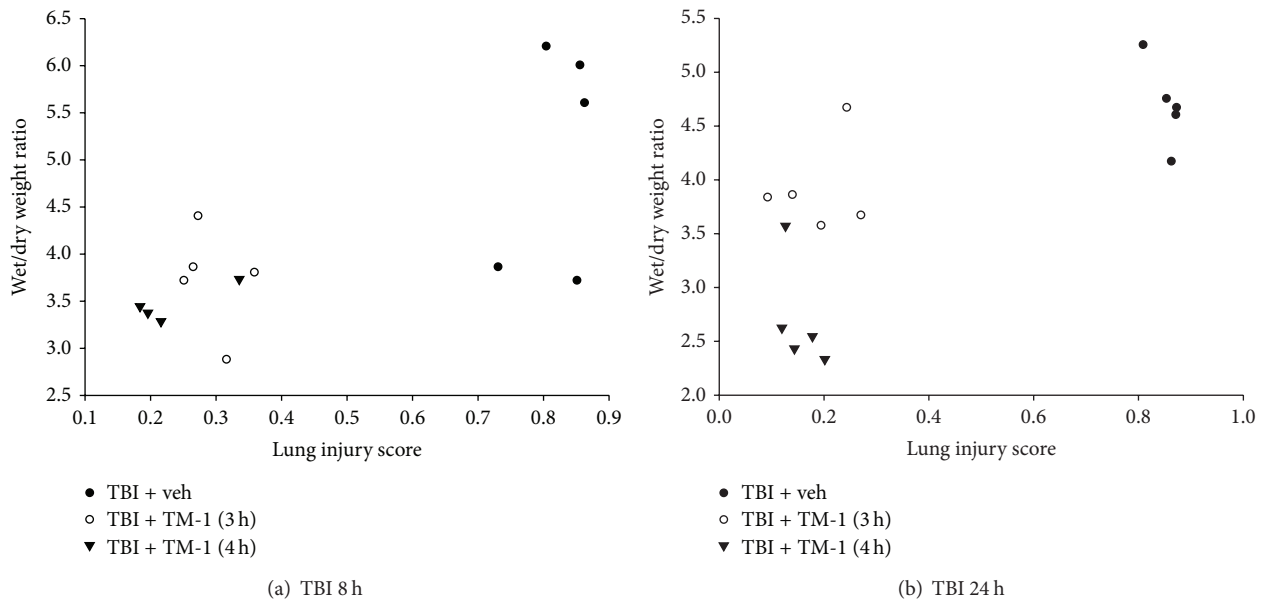 6.5
6.0
5.5
5.0
4.5
4.0
3.5
3.0
2.5
Wet/dry weight ratio
0.1 0.2 0.3 0.4 0.5 0.6 0.7 0.8 0.9
Lung injury score
TBI + veh
TBI + TM-1 (3 h)
TBI + TM-1 (4 h)
(a) TBI 8 h
5.5
5.0
4.5
4.0
3.5
3.0
2.5
2.0
Wet/dry weight ratio
0.0 0.2 0.4 0.6 0.8 1.0
Lung injury score
TBI + veh
TBI + TM-1 (3 h)
TBI + TM-1 (4 h)
(b) TBI 24 h